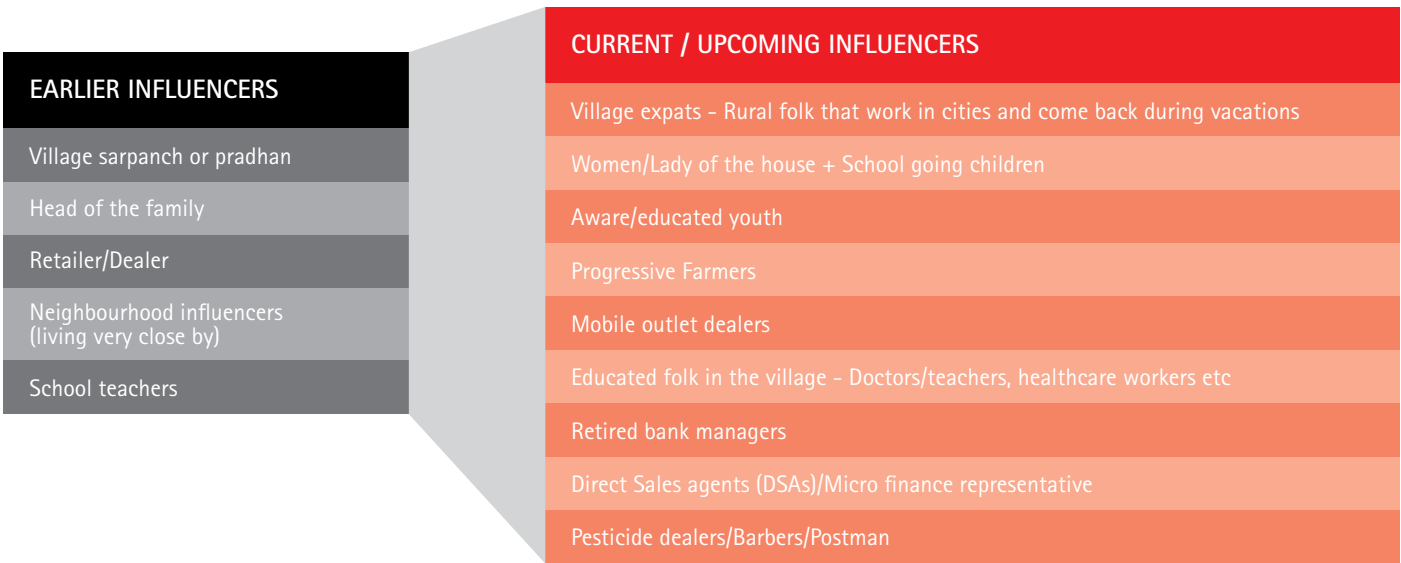 EARLIER INFLUENCERS
Village sarpanch or pradhan
Head of the family
Retailer/Dealer
Neighbourhood influencers
(living very close by)
School teachers
CURRENT / UPCOMING INFLUENCERS
Village expats - Rural folk that work in cities and come back during vacations
Women/Lady of the house + School going children
Aware/educated youth
Progressive Farmers
Mobile outlet dealers
Educated folk in the village - Doctors/teachers, healthcare workers etc
Retired bank managers
Direct Sales agents (DSAs)/Micro finance representative
Pesticide dealers/Barbers/Postman